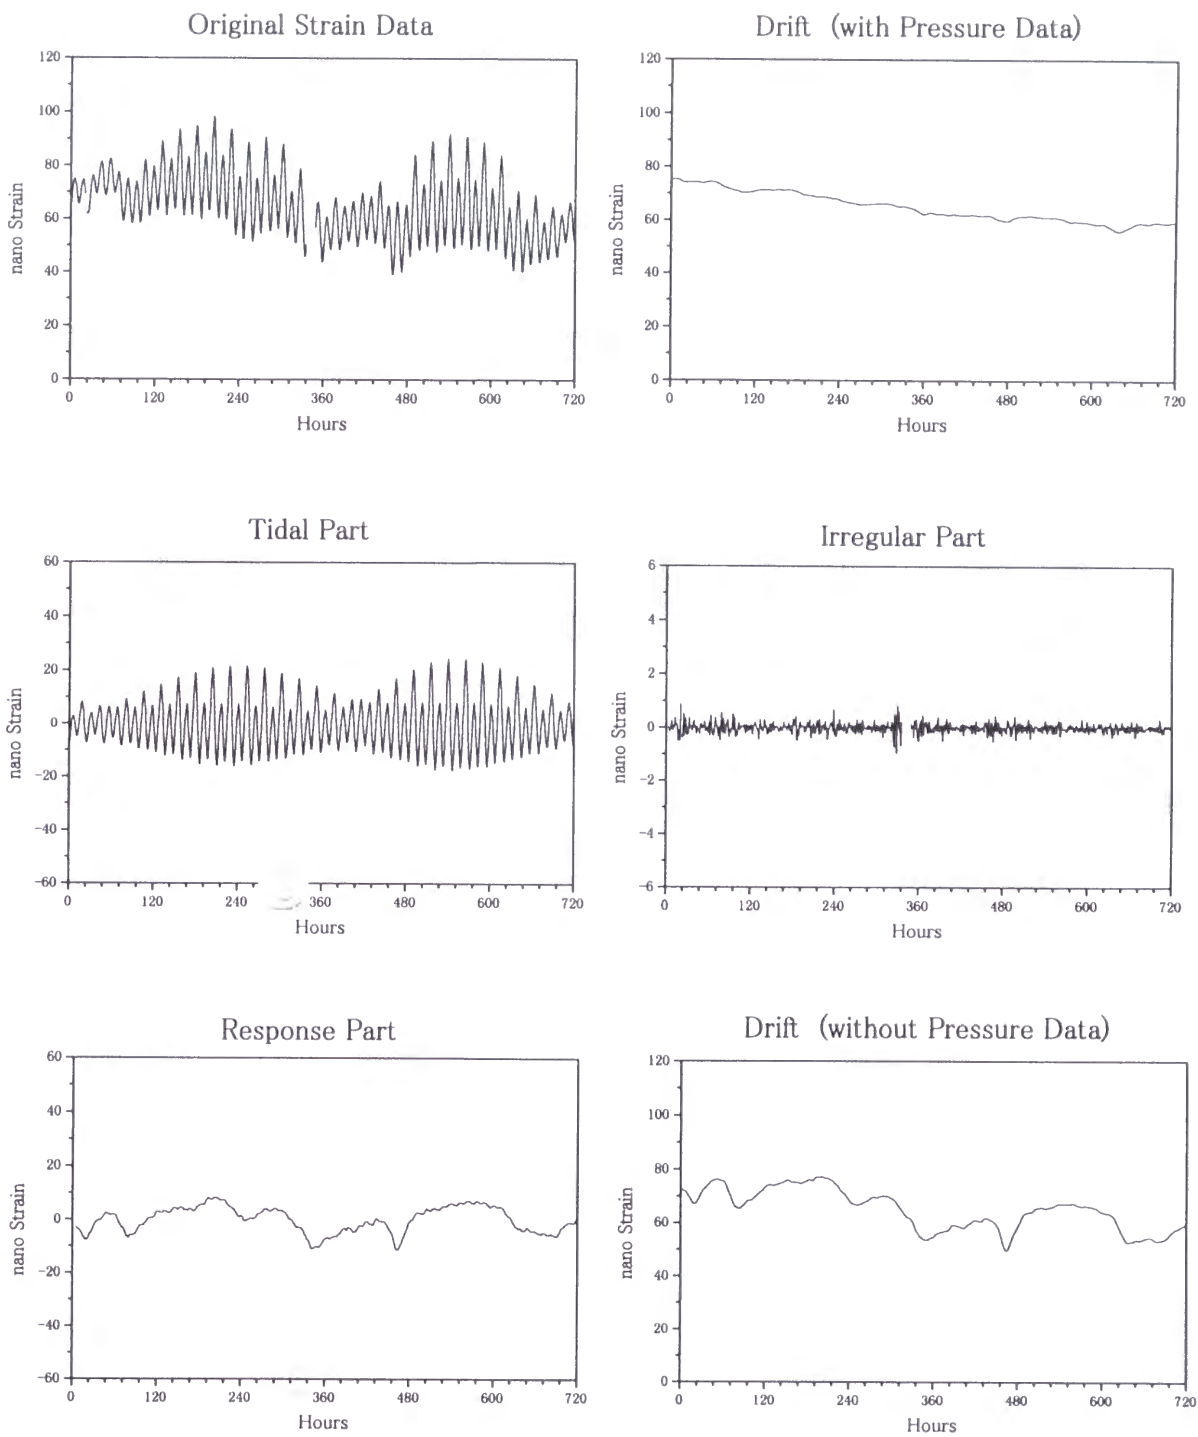 Original Strain Data
120
100
80
60
40
20
0
nano Strain
0 120 240 360 480 600 720
Hours
Drift (with Pressure Data)
120
100
80
60
40
20
0
nano Strain
0 120 240 360 480 600 720
Hours
Tidal Part
60
40
20
0
-20
-40
-60
nano Strain
0 120 240 360 480 600 720
Hours
Irregular Part
6
4
2
0
-2
-4
-6
nano Strain
0 120 240 360 480 600 720
Hours
Response Part
60
40
20
0
-20
-40
-60
nano Strain
0 120 240 360 480 600 720
Hours
Drift (without Pressure Data)
120
100
80
60
40
20
0
nano Strain
0 120 240 360 480 600 720
Hours